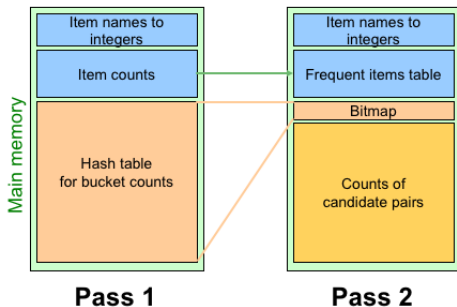 Main memory
Item names to
integers
Item counts
Hash table
for bucket counts
Pass 1
Item names to
integers
Frequent items table
Bitmap
Counts of
candidate pairs
Pass 2